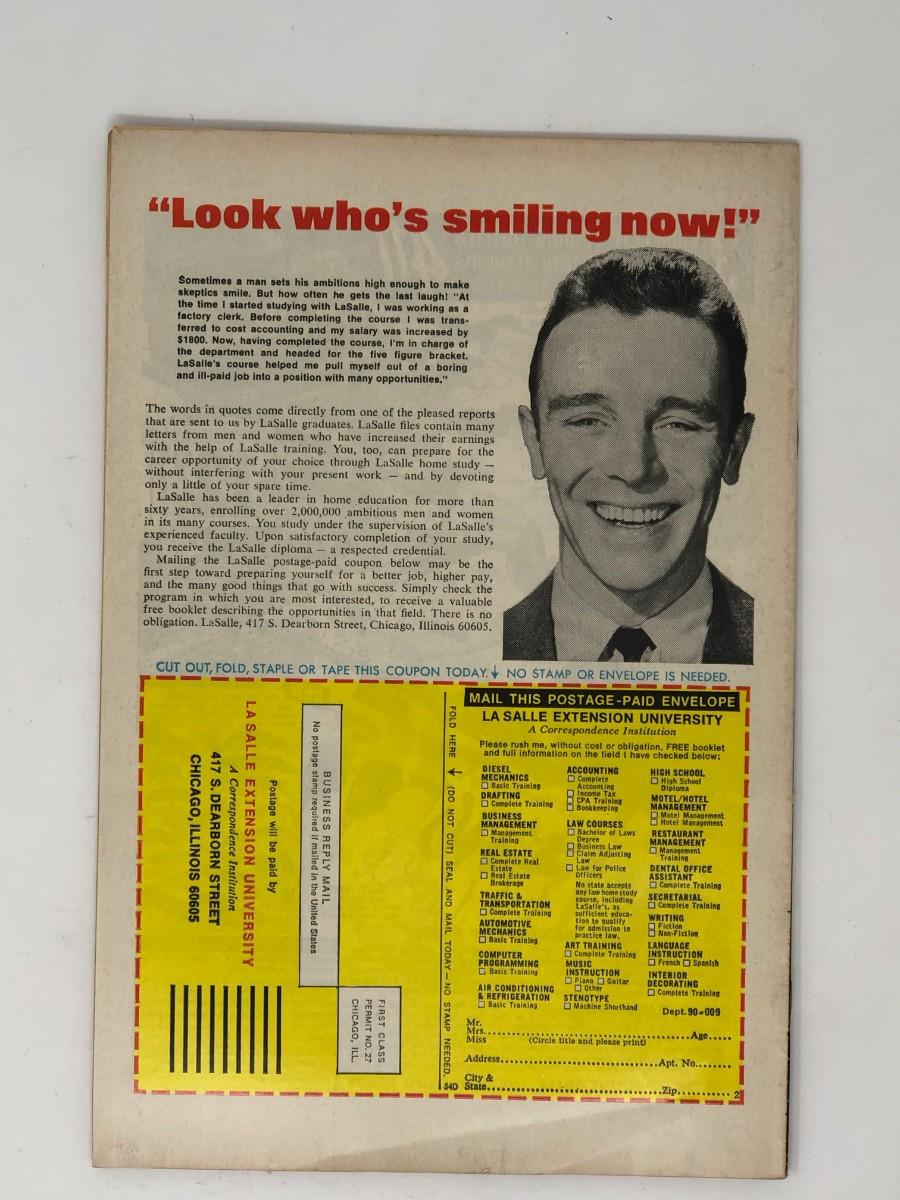 “Look who's smiling now!”
Sometimes a man sets his ambitions high enough to make
skeptics smile. But how often he gets the last laugh! "At
the time I started studying with LaSalle, I was working as a
factory clerk. Before completing the course I was trans-
ferred to cost accounting and my salary was increased by
$1800. Now, having completed the course, I'm in charge of
the department and headed for the five figure bracket.
LaSalle's course helped me pull myself out of a boring
and ill-paid job into a position with many opportunities."
The words in quotes come directly from one of the pleased reports
that are sent to us by LaSalle graduates. LaSalle files contain many
letters from men and women who have increased their earnings
with the help of LaSalle training. You, too, can prepare for the
career opportunity of your choice through LaSalle home study —
without interfering with your present work — and by devoting
only a little of your spare time.
LaSalle has been a leader in home education for more than
sixty years, enrolling over 2,000,000 ambitious men and women
in its many courses. You study under the supervision of LaSalle's
experienced faculty. Upon satisfactory completion of your study,
you receive the LaSalle diploma — a respected credential.
Mailing the LaSalle postage-paid coupon below may be the
first step toward preparing yourself for a better job, higher pay,
and the many good things that go with success. Simply check the
program in which you are most interested, to receive a valuable
free booklet describing the opportunities in that field. There is no
obligation. LaSalle, 417 S. Dearborn Street, Chicago, Illinois 60605.
CUT OUT, FOLD, STAPLE OR TAPE THIS COUPON TODAY. ↓ NO STAMP OR ENVELOPE IS NEEDED.
BUSINESS REPLY MAIL
No postage stamp required if mailed in the United States
FIRST CLASS
PERMIT NO. 27
CHICAGO, ILL.
Postage will be paid by
LA SALLE EXTENSION UNIVERSITY
A Correspondence Institution
417 S. DEARBORN STREET
CHICAGO, ILLINOIS 60605
FOLD HERE ↓ (DO NOT CUT) SEAL AND MAIL TODAY — NO STAMP NEEDED.
54D
MAIL THIS POSTAGE-PAID ENVELOPE
LA SALLE EXTENSION UNIVERSITY
A Correspondence Institution
Please rush me, without cost or obligation, FREE booklet
and full information on the field I have checked below:
DIESEL
MECHANICS
☐ Basic Training
DRAFTING
☐ Complete Training
BUSINESS
MANAGEMENT
☐ Management
Training
REAL ESTATE
☐ Complete Real
Estate
☐ Real Estate
Brokerage
TRAFFIC &
TRANSPORTATION
☐ Complete Training
AUTOMOTIVE
MECHANICS
☐ Basic Training
COMPUTER
PROGRAMMING
☐ Basic Training
AIR CONDITIONING
& REFRIGERATION
☐ Basic Training
ACCOUNTING
☐ Complete
Accounting
☐ Income Tax
☐ CPA Training
☐ Bookkeeping
LAW COURSES
☐ Bachelor of Laws
Degree
☐ Business Law
☐ Claim Adjusting
Law
☐ Law for Police
Officers
No state accepts
any law home study
course, including
LaSalle's, as
sufficient educa-
tion to qualify
for admission to
practice law.
ART TRAINING
☐ Complete Training
MUSIC
INSTRUCTION
☐ Piano ☐ Guitar
☐ Other
STENOTYPE
☐ Machine Shorthand
HIGH SCHOOL
☐ High School
Diploma
MOTEL/HOTEL
MANAGEMENT
☐ Motel Management
☐ Hotel Management
RESTAURANT
MANAGEMENT
☐ Management
Training
DENTAL OFFICE
ASSISTANT
☐ Complete Training
SECRETARIAL
☐ Complete Training
WRITING
☐ Fiction
☐ Non-Fiction
LANGUAGE
INSTRUCTION
☐ French ☐ Spanish
INTERIOR
DECORATING
☐ Complete Training
Dept. 90-009
Mr.
Mrs. Age
Miss (Circle title and please print)
Address Apt. No.
City &
State Zip
2